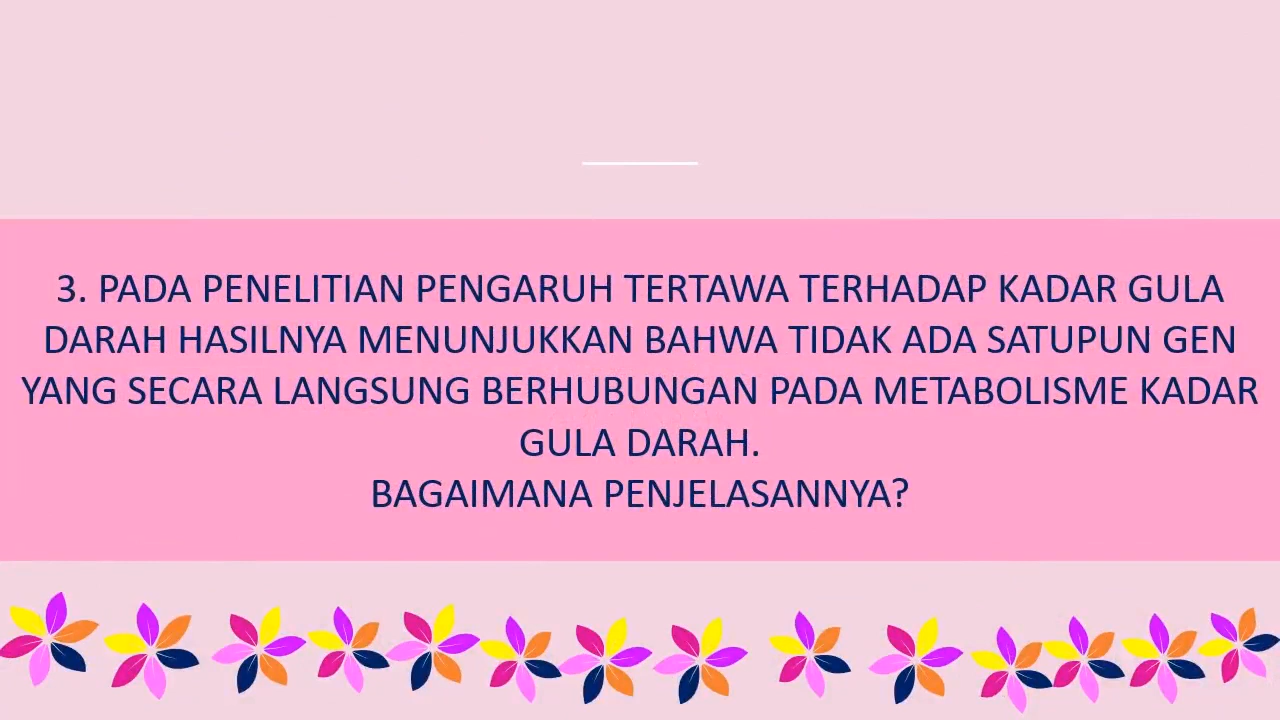 3. PADA PENELITIAN PENGARUH TERTAWA TERHADAP KADAR GULA
DARAH HASILNYA MENUNJUKKAN BAHWA TIDAK ADA SATUPUN GEN
YANG SECARA LANGSUNG BERHUBUNGAN PADA METABOLISME KADAR
GULA DARAH.
BAGAIMANA PENJELASANNYA?